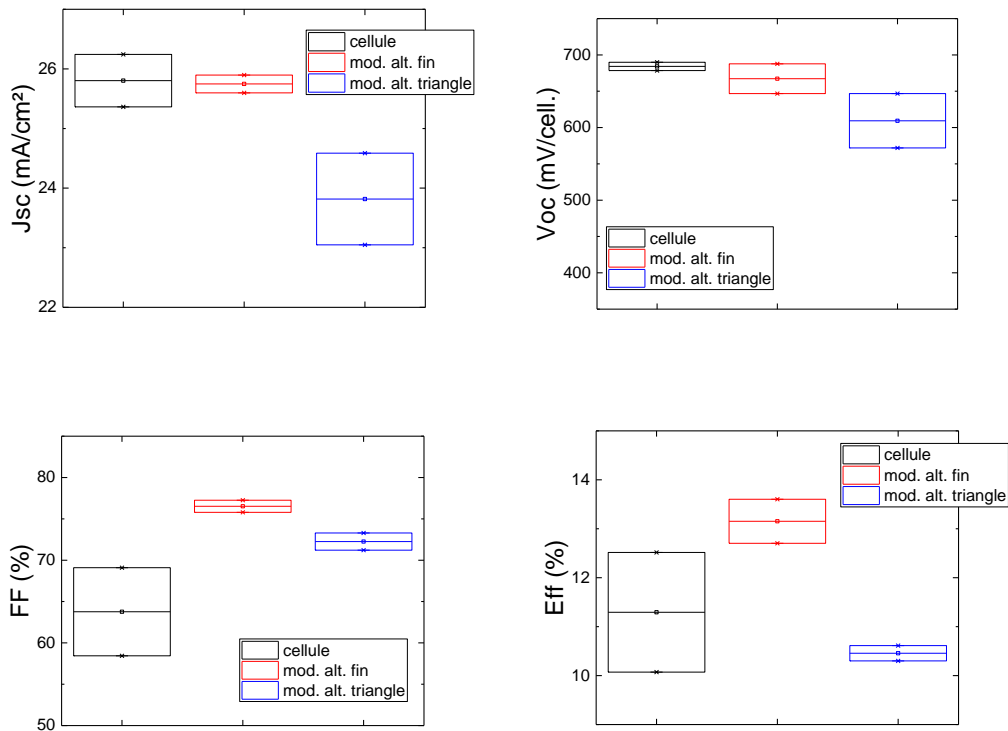 Jsc (mA/cm²)
26
24
22
cellule
mod. alt. fin
mod. alt. triangle
Voc (mV/cell.)
700
600
500
400
cellule
mod. alt. fin
mod. alt. triangle
FF (%)
80
70
60
50
cellule
mod. alt. fin
mod. alt. triangle
Eff (%)
14
12
10
cellule
mod. alt. fin
mod. alt. triangle